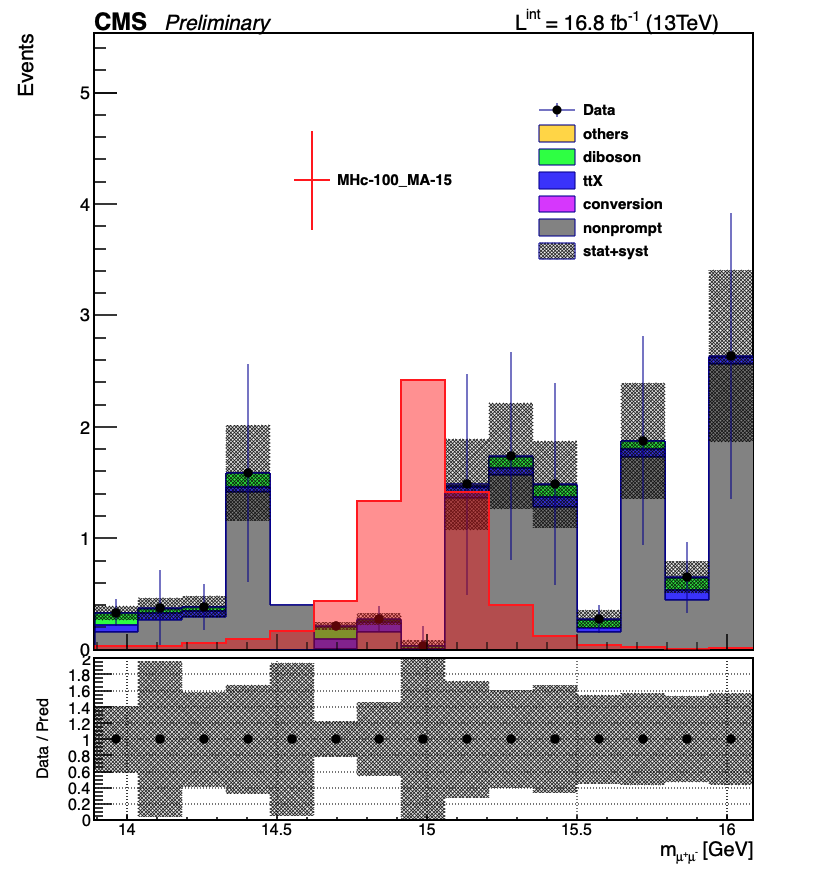 CMS Preliminary
L^int = 16.8 fb^-1 (13TeV)
Events
5
4
3
2
1
0
MHc-100_MA-15
Data
others
diboson
ttX
conversion
nonprompt
stat+syst
Data / Pred
2
1.8
1.6
1.4
1.2
1
0.8
0.6
0.4
0.2
0
14
14.5
15
15.5
16
m_μ⁺μ⁻ [GeV]